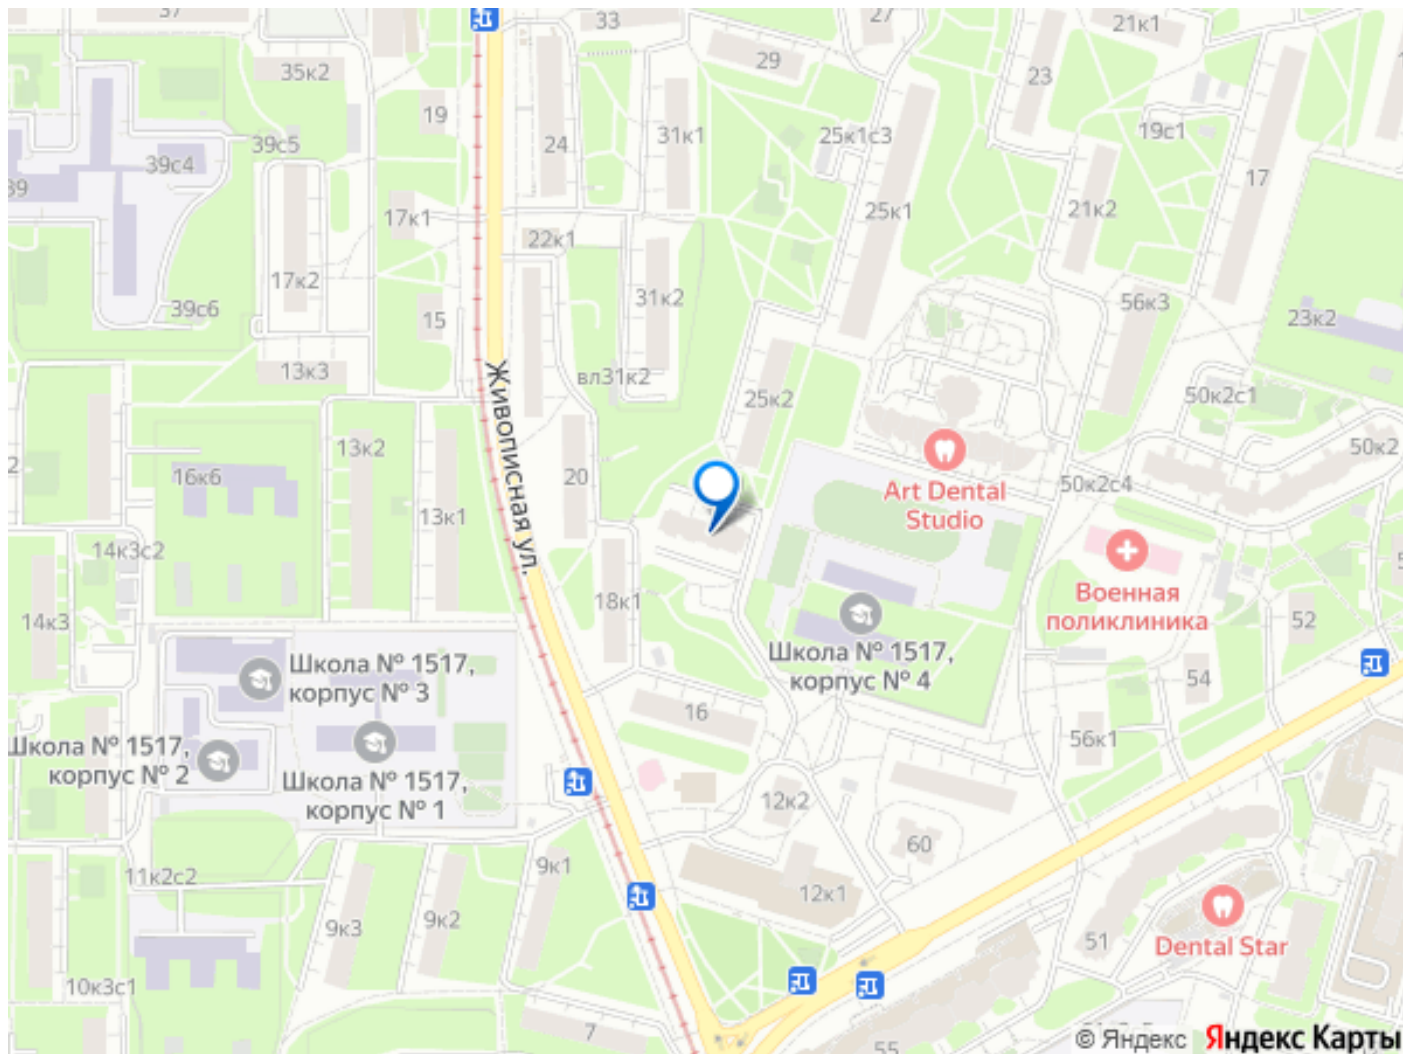 37
33
27
21к1
35к2
29
23
19
31к1
25к1с3
19с1
39с5
24
39с4
39
17
17к1
25к1
21к2
22к1
17к2
31к2
39с6
56к3
15
23к2
13к3
вл31к2
Живописная ул.
25к2
50к2с1
13к2
50к2
2
16к6
20
50к2с4
Art Dental
Studio
13к1
14к3с2
Военная
поликлиника
18к1
14к3
52
Школа № 1517,
корпус № 4
Школа № 1517,
корпус № 3
54
16
56к1
Школа № 1517,
корпус № 2
Школа № 1517,
корпус № 1
12к2
60
9к1
11к2с2
12к1
9к2
9к3
51
Dental Star
10к3с1
7
55
© Яндекс Яндекс Карты